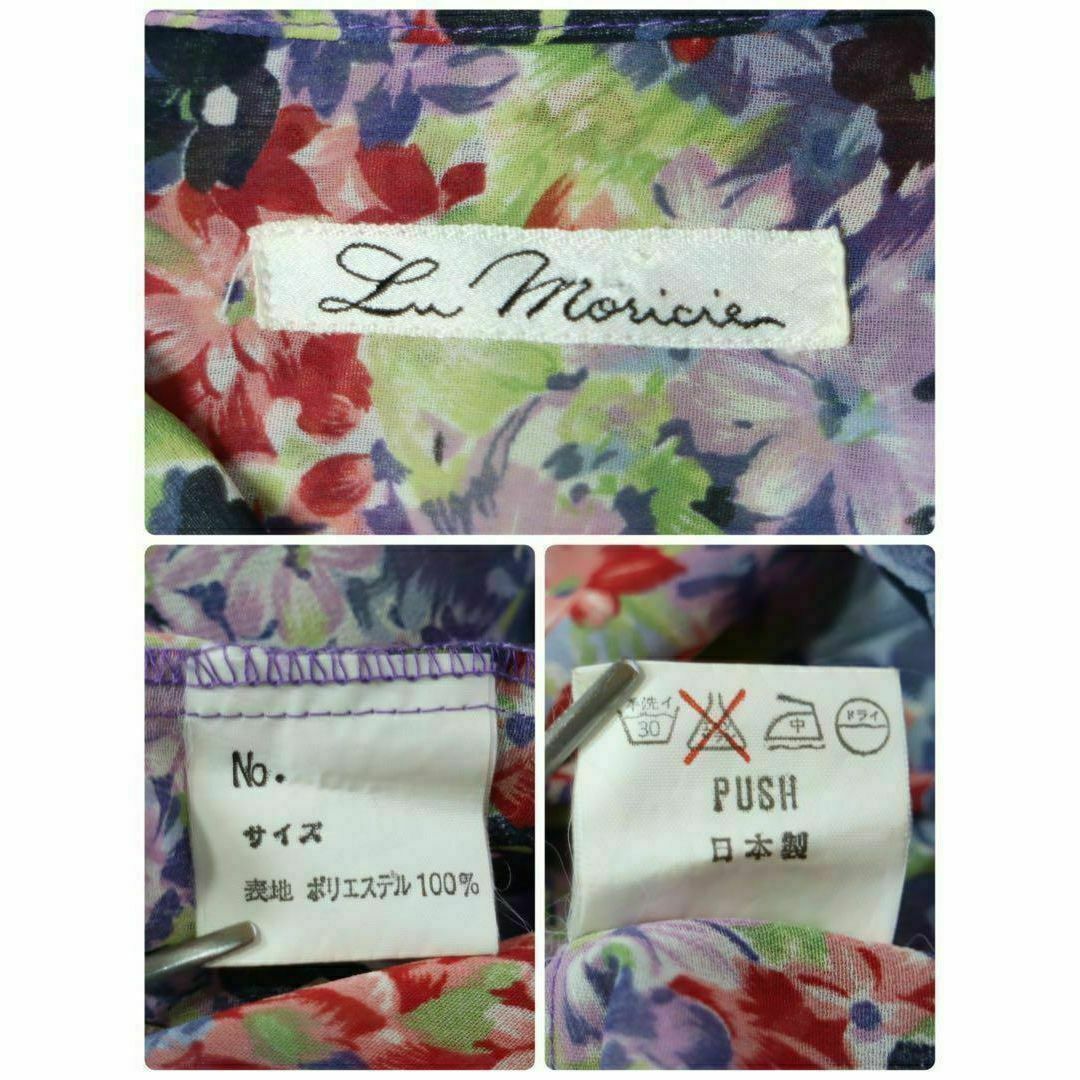 Lu Moricien
No.
サイズ
表地 ポリエステル100%
手洗イ 30 中 ドライ
PUSH
日本製